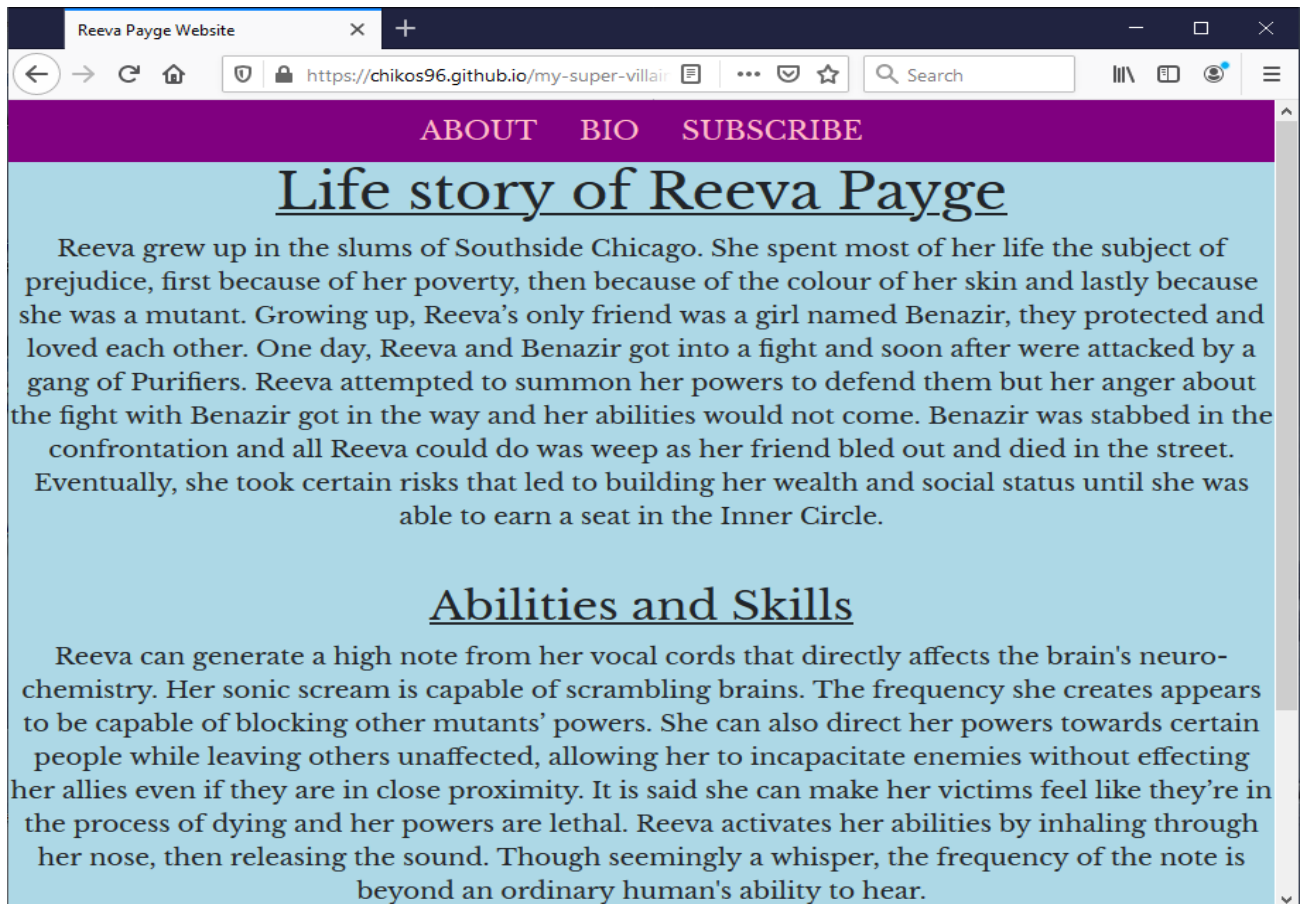 Reeva Payge Website
https://chikos96.github.io/my-super-villain
Search
ABOUT BIO SUBSCRIBE
Life story of Reeva Payge
Reeva grew up in the slums of Southside Chicago. She spent most of her life the subject of
prejudice, first because of her poverty, then because of the colour of her skin and lastly because
she was a mutant. Growing up, Reeva’s only friend was a girl named Benazir, they protected and
loved each other. One day, Reeva and Benazir got into a fight and soon after were attacked by a
gang of Purifiers. Reeva attempted to summon her powers to defend them but her anger about
the fight with Benazir got in the way and her abilities would not come. Benazir was stabbed in the
confrontation and all Reeva could do was weep as her friend bled out and died in the street.
Eventually, she took certain risks that led to building her wealth and social status until she was
able to earn a seat in the Inner Circle.
Abilities and Skills
Reeva can generate a high note from her vocal cords that directly affects the brain's neuro-
chemistry. Her sonic scream is capable of scrambling brains. The frequency she creates appears
to be capable of blocking other mutants’ powers. She can also direct her powers towards certain
people while leaving others unaffected, allowing her to incapacitate enemies without effecting
her allies even if they are in close proximity. It is said she can make her victims feel like they’re in
the process of dying and her powers are lethal. Reeva activates her abilities by inhaling through
her nose, then releasing the sound. Though seemingly a whisper, the frequency of the note is
beyond an ordinary human's ability to hear.